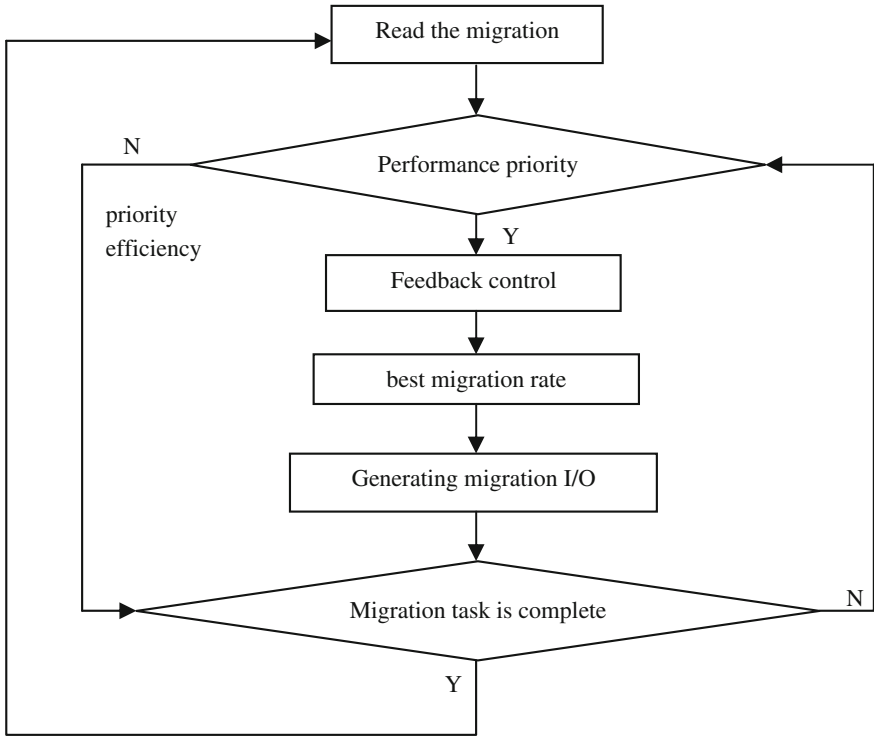 Read the migration
N
Performance priority
priority
efficiency
Y
Feedback control
best migration rate
Generating migration I/O
Migration task is complete
N
Y